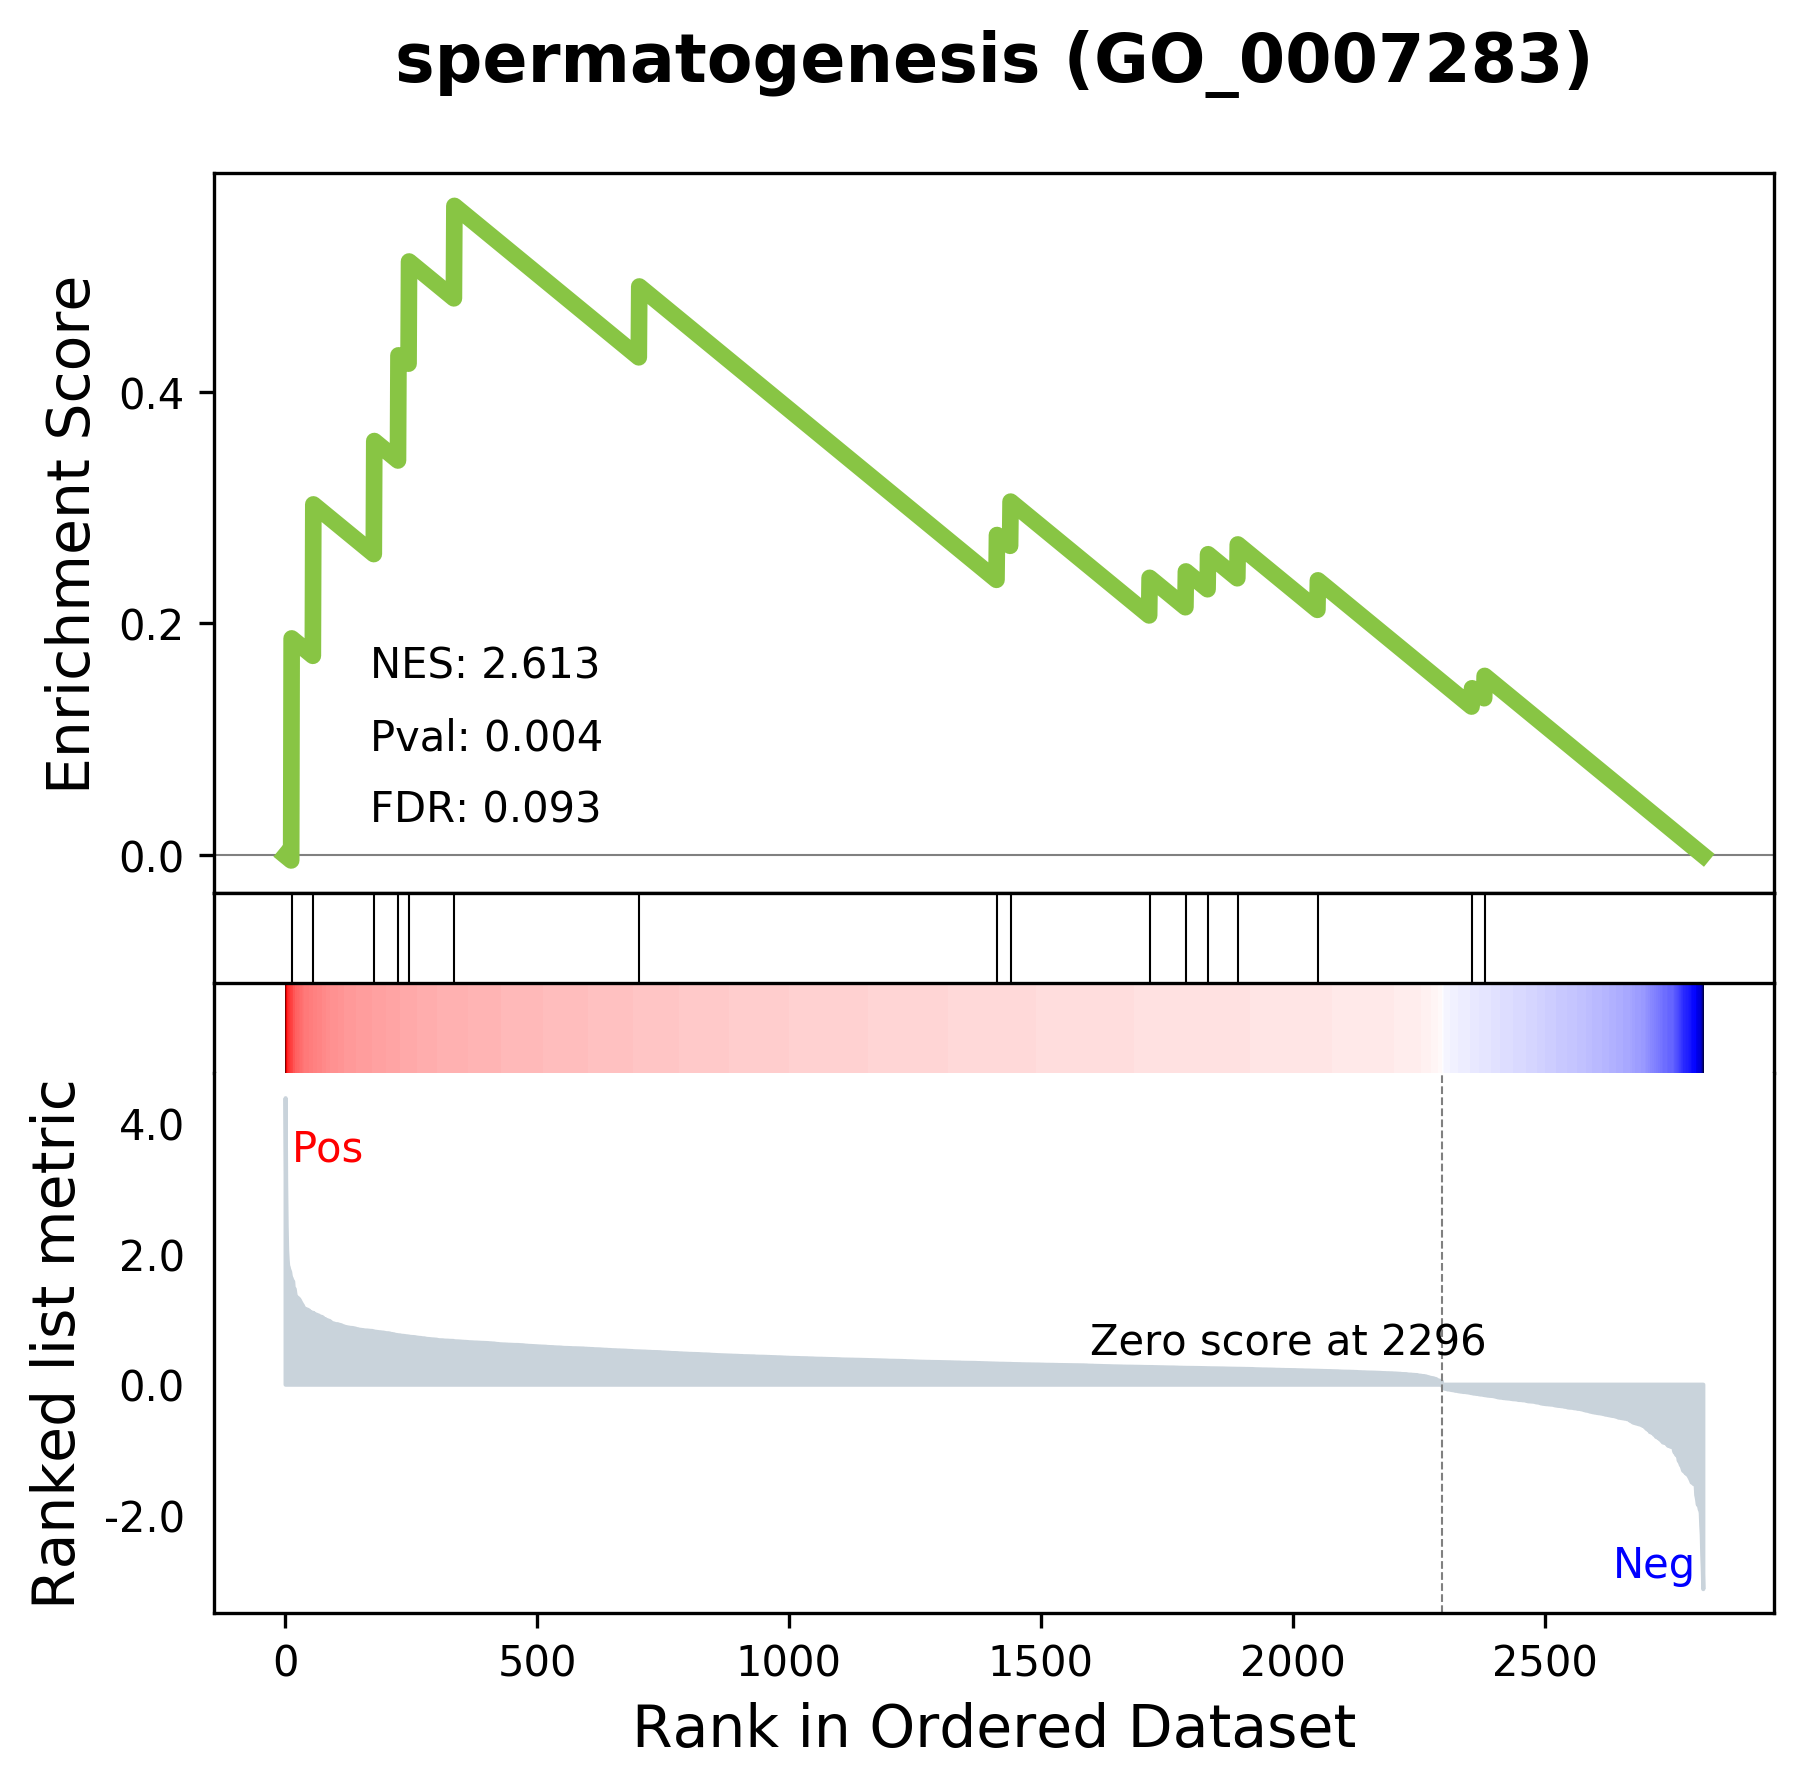 spermatogenesis (GO_0007283)
Enrichment Score
0.4
0.2
0.0
NES: 2.613
Pval: 0.004
FDR: 0.093
Ranked list metric
4.0
2.0
0.0
-2.0
Pos
Zero score at 2296
Neg
0 500 1000 1500 2000 2500
Rank in Ordered Dataset